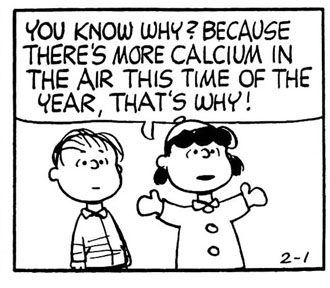 YOU KNOW WHY? BECAUSE
THERE'S MORE CALCIUM IN
THE AIR THIS TIME OF THE
YEAR, THAT'S WHY!
2-1